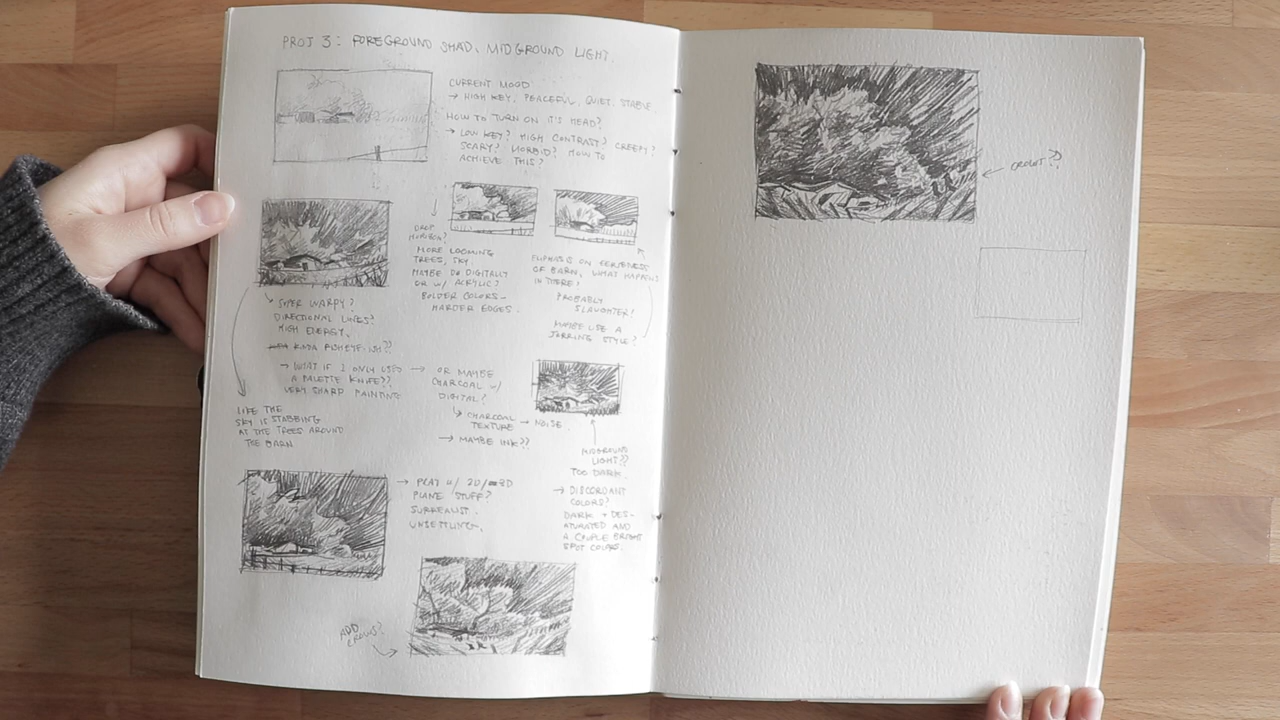 PROJ 3: FOREGROUND SHAD, MIDGROUND LIGHT.
CURRENT MOOD
→ HIGH KEY, PEACEFUL, QUIET, STABLE
HOW TO TURN ON IT'S HEAD?
→ LOW KEY? HIGH CONTRAST? CREEPY?
SCARY? MORBID? HOW TO
ACHIEVE THIS?
DROP
HORIZON?
MORE LOOMING
TREES, SKY
MAYBE DO DIGITALLY
OR W/ ACRYLIC?
BOLDER COLORS -
HARDER EDGES.
EMPHASIS ON EERINESS
OF BARN, WHAT HAPPENS
IN THERE?
PROBABLY
SLAUGHTER!
MAYBE USE A
JARRING STYLE?
SUPER WARPY?
DIRECTIONAL LINES?
HIGH ENERGY.
KINDA FISHEYE-ISH??
→ WHAT IF I ONLY USED
A PALETTE KNIFE??
VERY SHARP PAINTING
→ OR MAYBE
CHARCOAL W/
DIGITAL?
CHARCOAL
TEXTURE → NOISE.
→ MAYBE INK??
LIKE THE
SKY IS STABBING
AT THE TREES AROUND
THE BARN
MIDGROUND
LIGHT??
TOO DARK.
→ DISCORDANT
COLORS?
DARK + DES-
ATURATED AND
A COUPLE BRIGHT
SPOT COLORS.
→ PLAY W/ 2D/3D
PLANE STUFF?
SURREALIST.
UNSETTLING.
ADD
CROWS?
← CROWS??